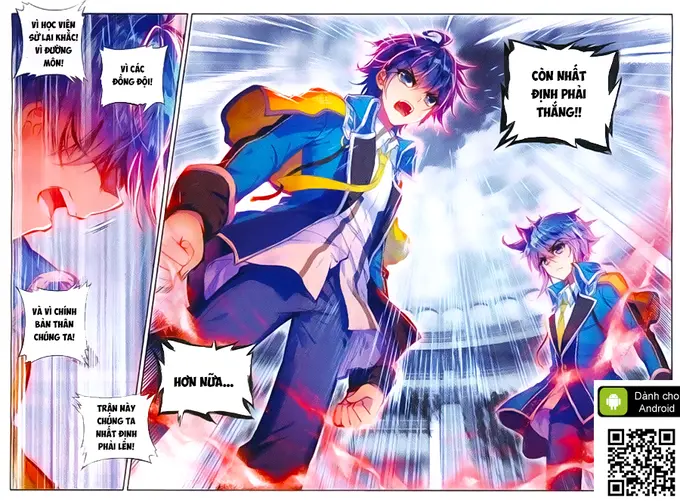 VÌ HỌC VIỆN
SỬ LAI KHẮC!
VÌ ĐƯỜNG
MÔN!
VÌ CÁC
ĐỒNG ĐỘI!
VÀ VÌ CHÍNH
BẢN THÂN
CHÚNG TA!
TRẬN NÀY
CHÚNG TA
NHẤT ĐỊNH
PHẢI LÊN!
CÒN NHẤT
ĐỊNH PHẢI
THẮNG!!
HƠN NỮA...
Dành cho
Android